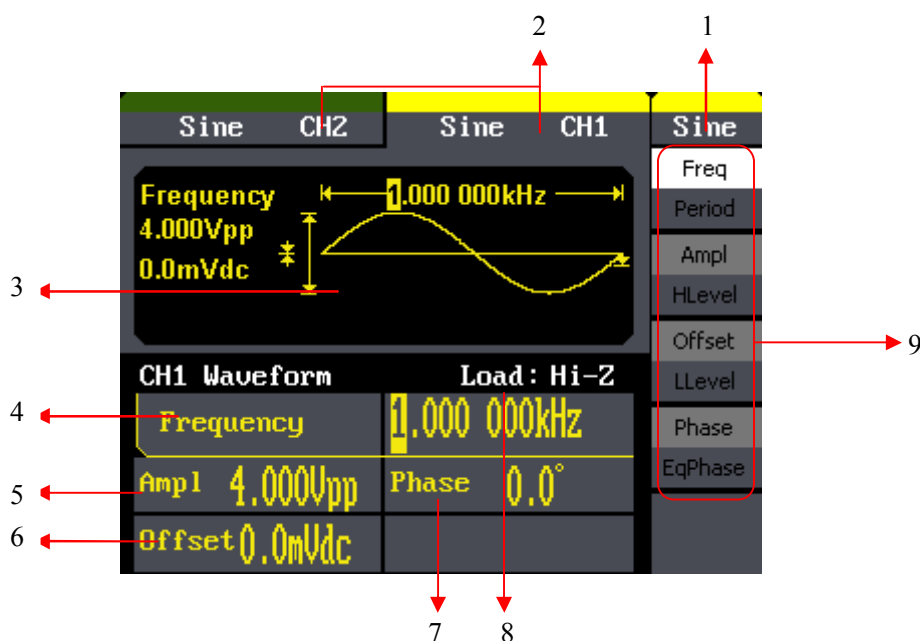 2 1
Sine CH2 Sine CH1 Sine
Frequency 1.000 000kHz
4.000Vpp
0.0mVdc
3
CH1 Waveform Load: Hi-Z
4 Frequency 1.000 000kHz
5 Ampl 4.000Vpp Phase 0.0°
6 Offset 0.0mVdc
Freq
Period
Ampl
HLevel
Offset
LLevel
Phase
EqPhase
9
7 8